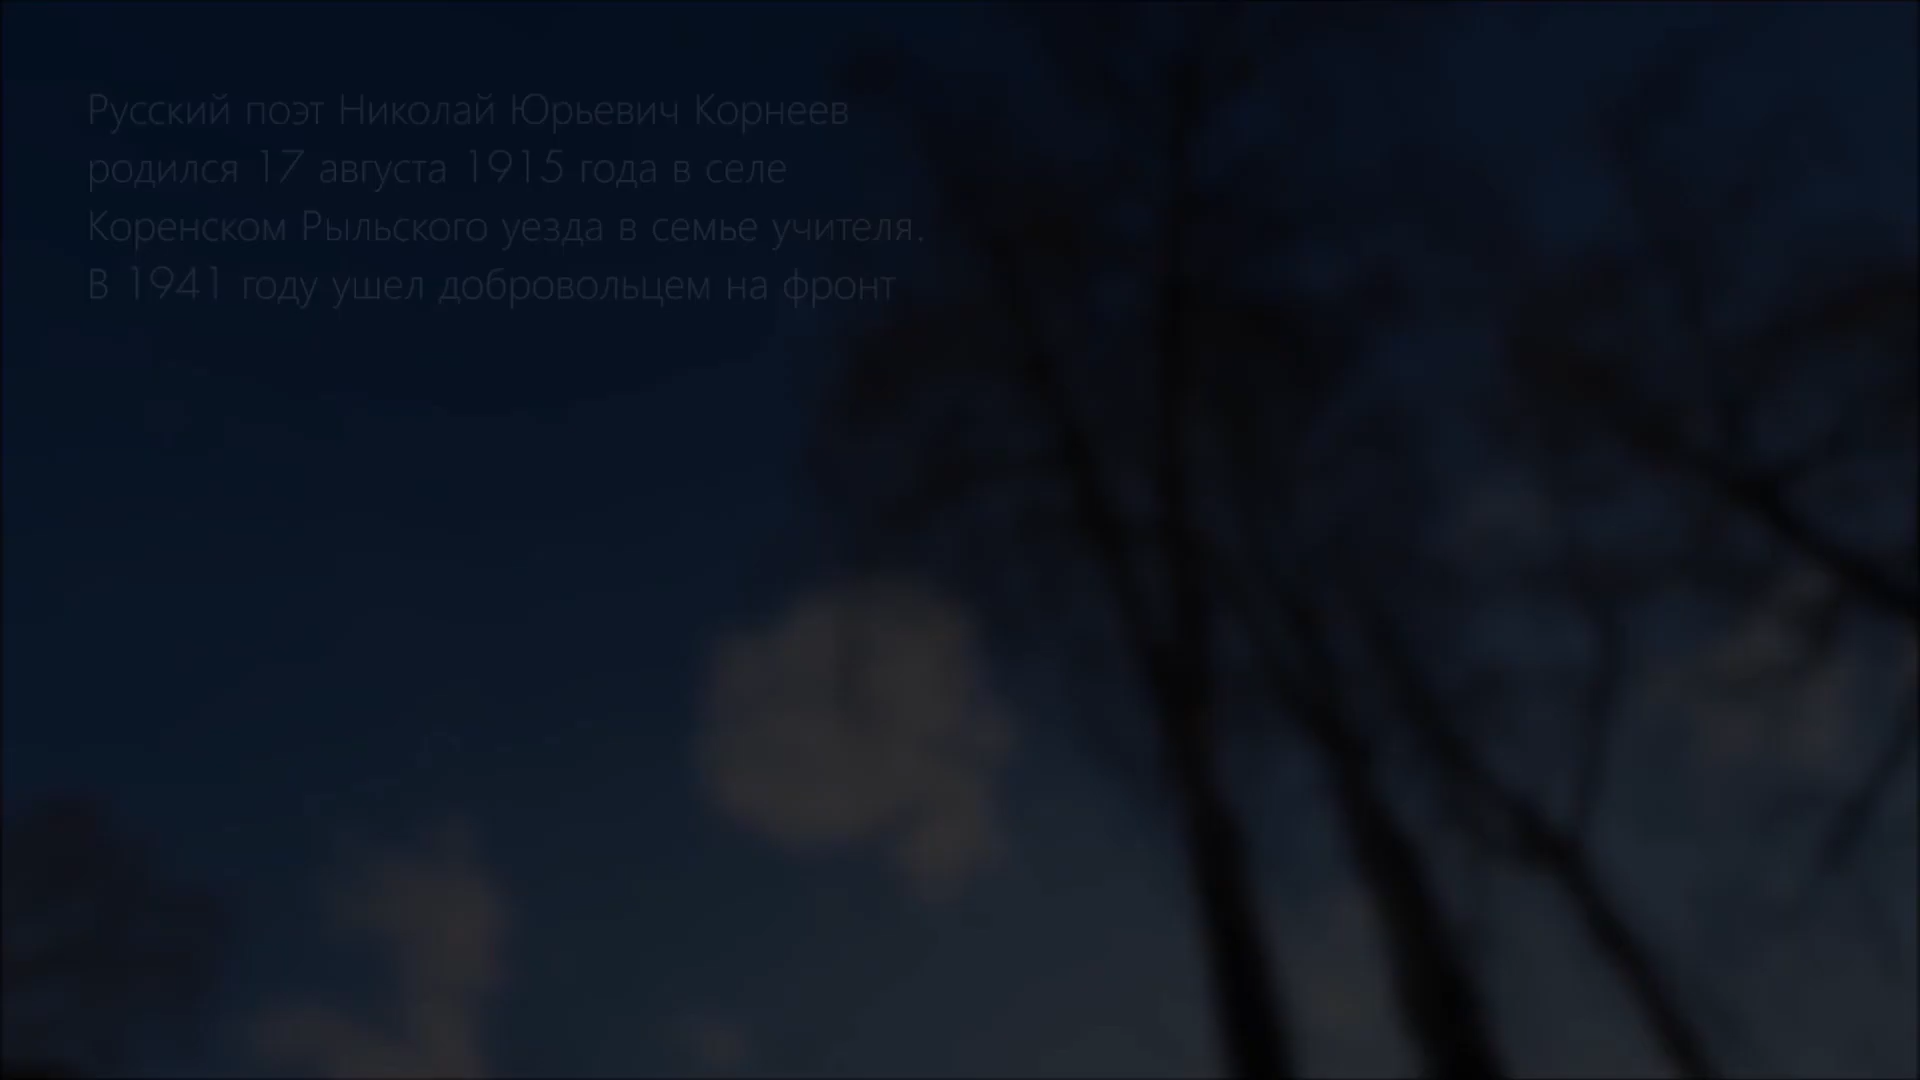 Русский поэт Николай Юрьевич Корнеев
родился 17 августа 1915 года в селе
Коренском Рыльского уезда в семье учителя.
В 1941 году ушел добровольцем на фронт